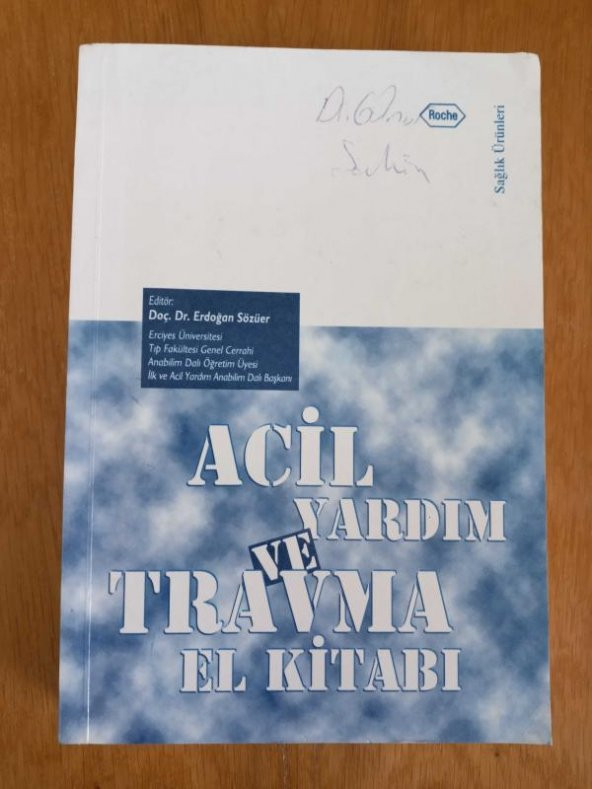 Dr.
Roche
Sağlık Ürünleri
Editör:
Doç. Dr. Erdoğan Sözüer
Erciyes Üniversitesi
Tıp Fakültesi Genel Cerrahi
Anabilim Dalı Öğretim Üyesi
İlk ve Acil Yardım Anabilim Dalı Başkanı
ACİL
YARDIM
VE
TRAVMA
EL KİTABI